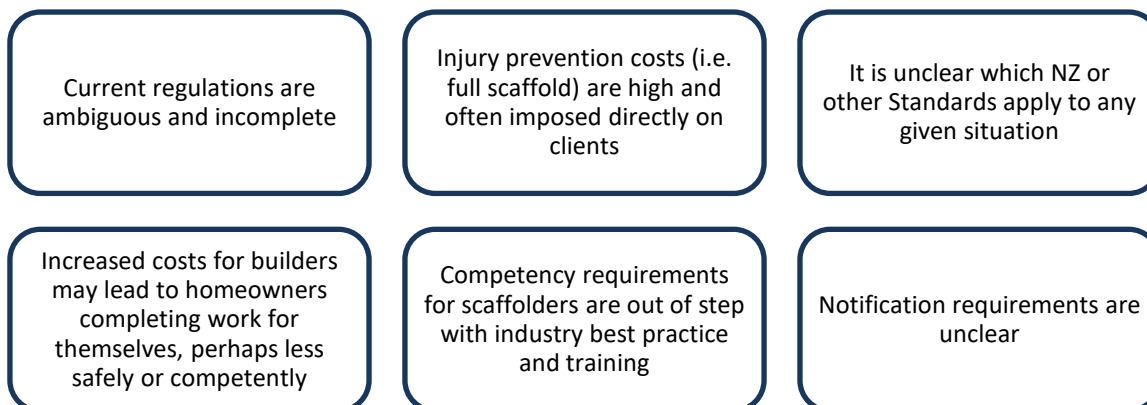 Current regulations are
ambiguous and incomplete
Injury prevention costs (i.e.
full scaffold) are high and
often imposed directly on
clients
It is unclear which NZ or
other Standards apply to any
given situation
Increased costs for builders
may lead to homeowners
completing work for
themselves, perhaps less
safely or competently
Competency requirements
for scaffolders are out of step
with industry best practice
and training
Notification requirements are
unclear